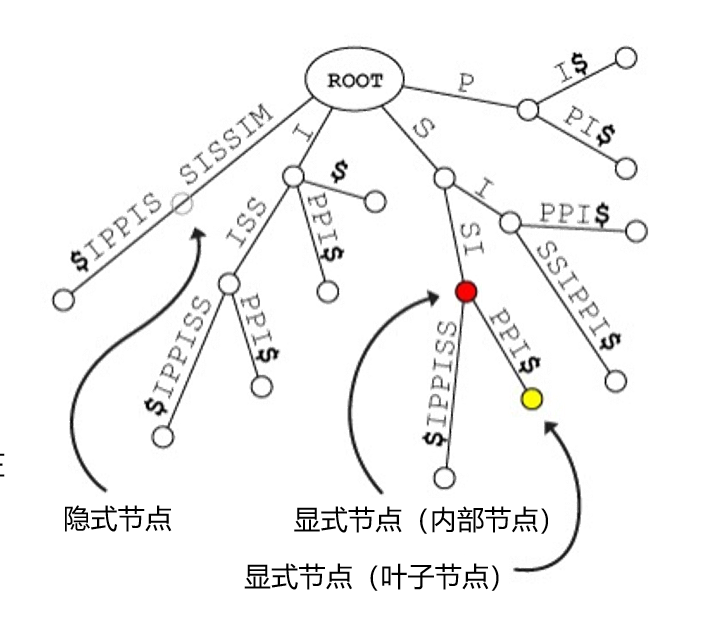 ROOT
P
I$
PI$
S
I
PPI$
SSIPPI$
SI
PPI$
$IPPISS
I
$
PPI$
ISS
PPI$
$IPPISS
SISSIM
$IPPIS
隐式节点
显式节点（内部节点）
显式节点（叶子节点）